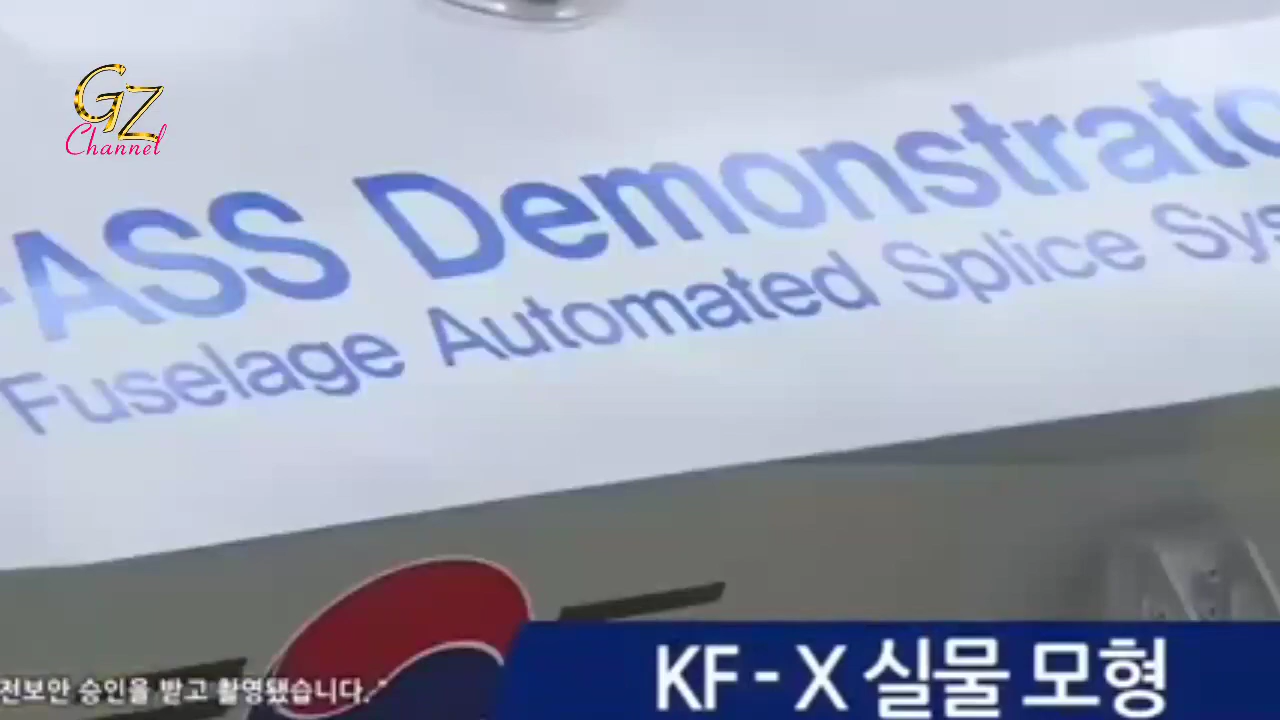 GZ
Channel
ASS Demonstrato
Fuselage Automated Splice Sys
전보안 승인을 받고 촬영됐습니다.
KF - X 실물 모형